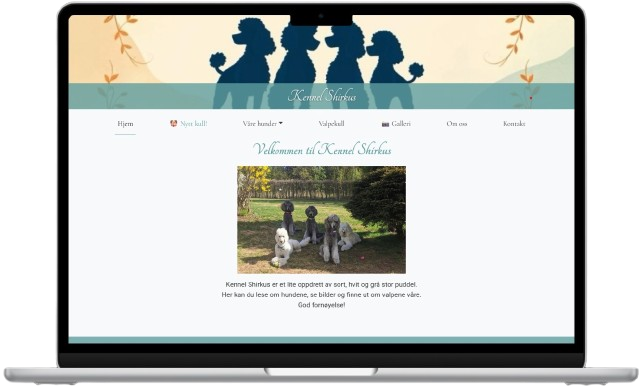 Kennel Shirkus
Hjem Nytt kull! Våre hunder Valpekull Galleri Om oss Kontakt
Velkommen til Kennel Shirkus
Kennel Shirkus er et lite oppdrett av sort, hvit og grå stor puddel.
Her kan du lese om hundene, se bilder og finne ut om valpene våre.
God fornøyelse!